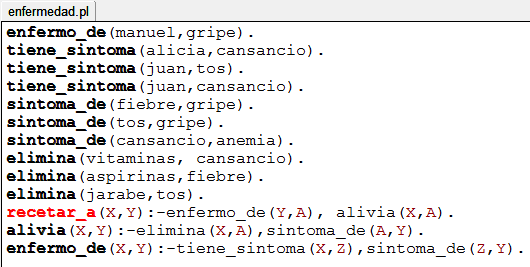 enfermedad.pl
enfermo_de(manuel,gripe).
tiene_sintoma(alicia,cansancio).
tiene_sintoma(juan,tos).
tiene_sintoma(juan,cansancio).
sintoma_de(fiebre,gripe).
sintoma_de(tos,gripe).
sintoma_de(cansancio,anemia).
elimina(vitaminas, cansancio).
elimina(aspirinas,fiebre).
elimina(jarabe,tos).
recetar_a(X,Y):-enfermo_de(Y,A), alivia(X,A).
alivia(X,Y):-elimina(X,A),sintoma_de(A,Y).
enfermo_de(X,Y):-tiene_sintoma(X,Z),sintoma_de(Z,Y).